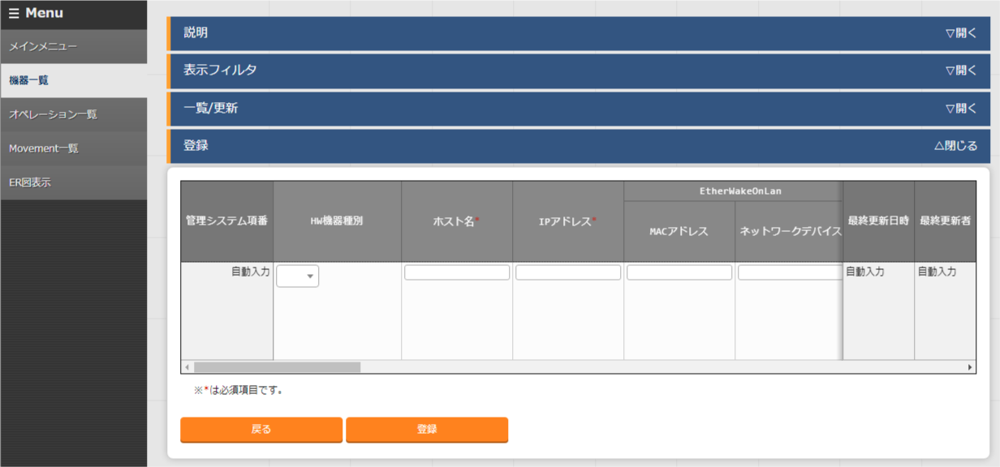 ☰ Menu
メインメニュー
機器一覧
オペレーション一覧
Movement一覧
ER図表示
説明 ▽開く
表示フィルタ ▽開く
一覧/更新 ▽開く
登録 △閉じる
EtherWakeOnLan
管理システム項番 HW機器種別 ホスト名* IPアドレス* MACアドレス ネットワークデバイス 最終更新日時 最終更新者
自動入力 自動入力 自動入力
※*は必須項目です。
戻る 登録